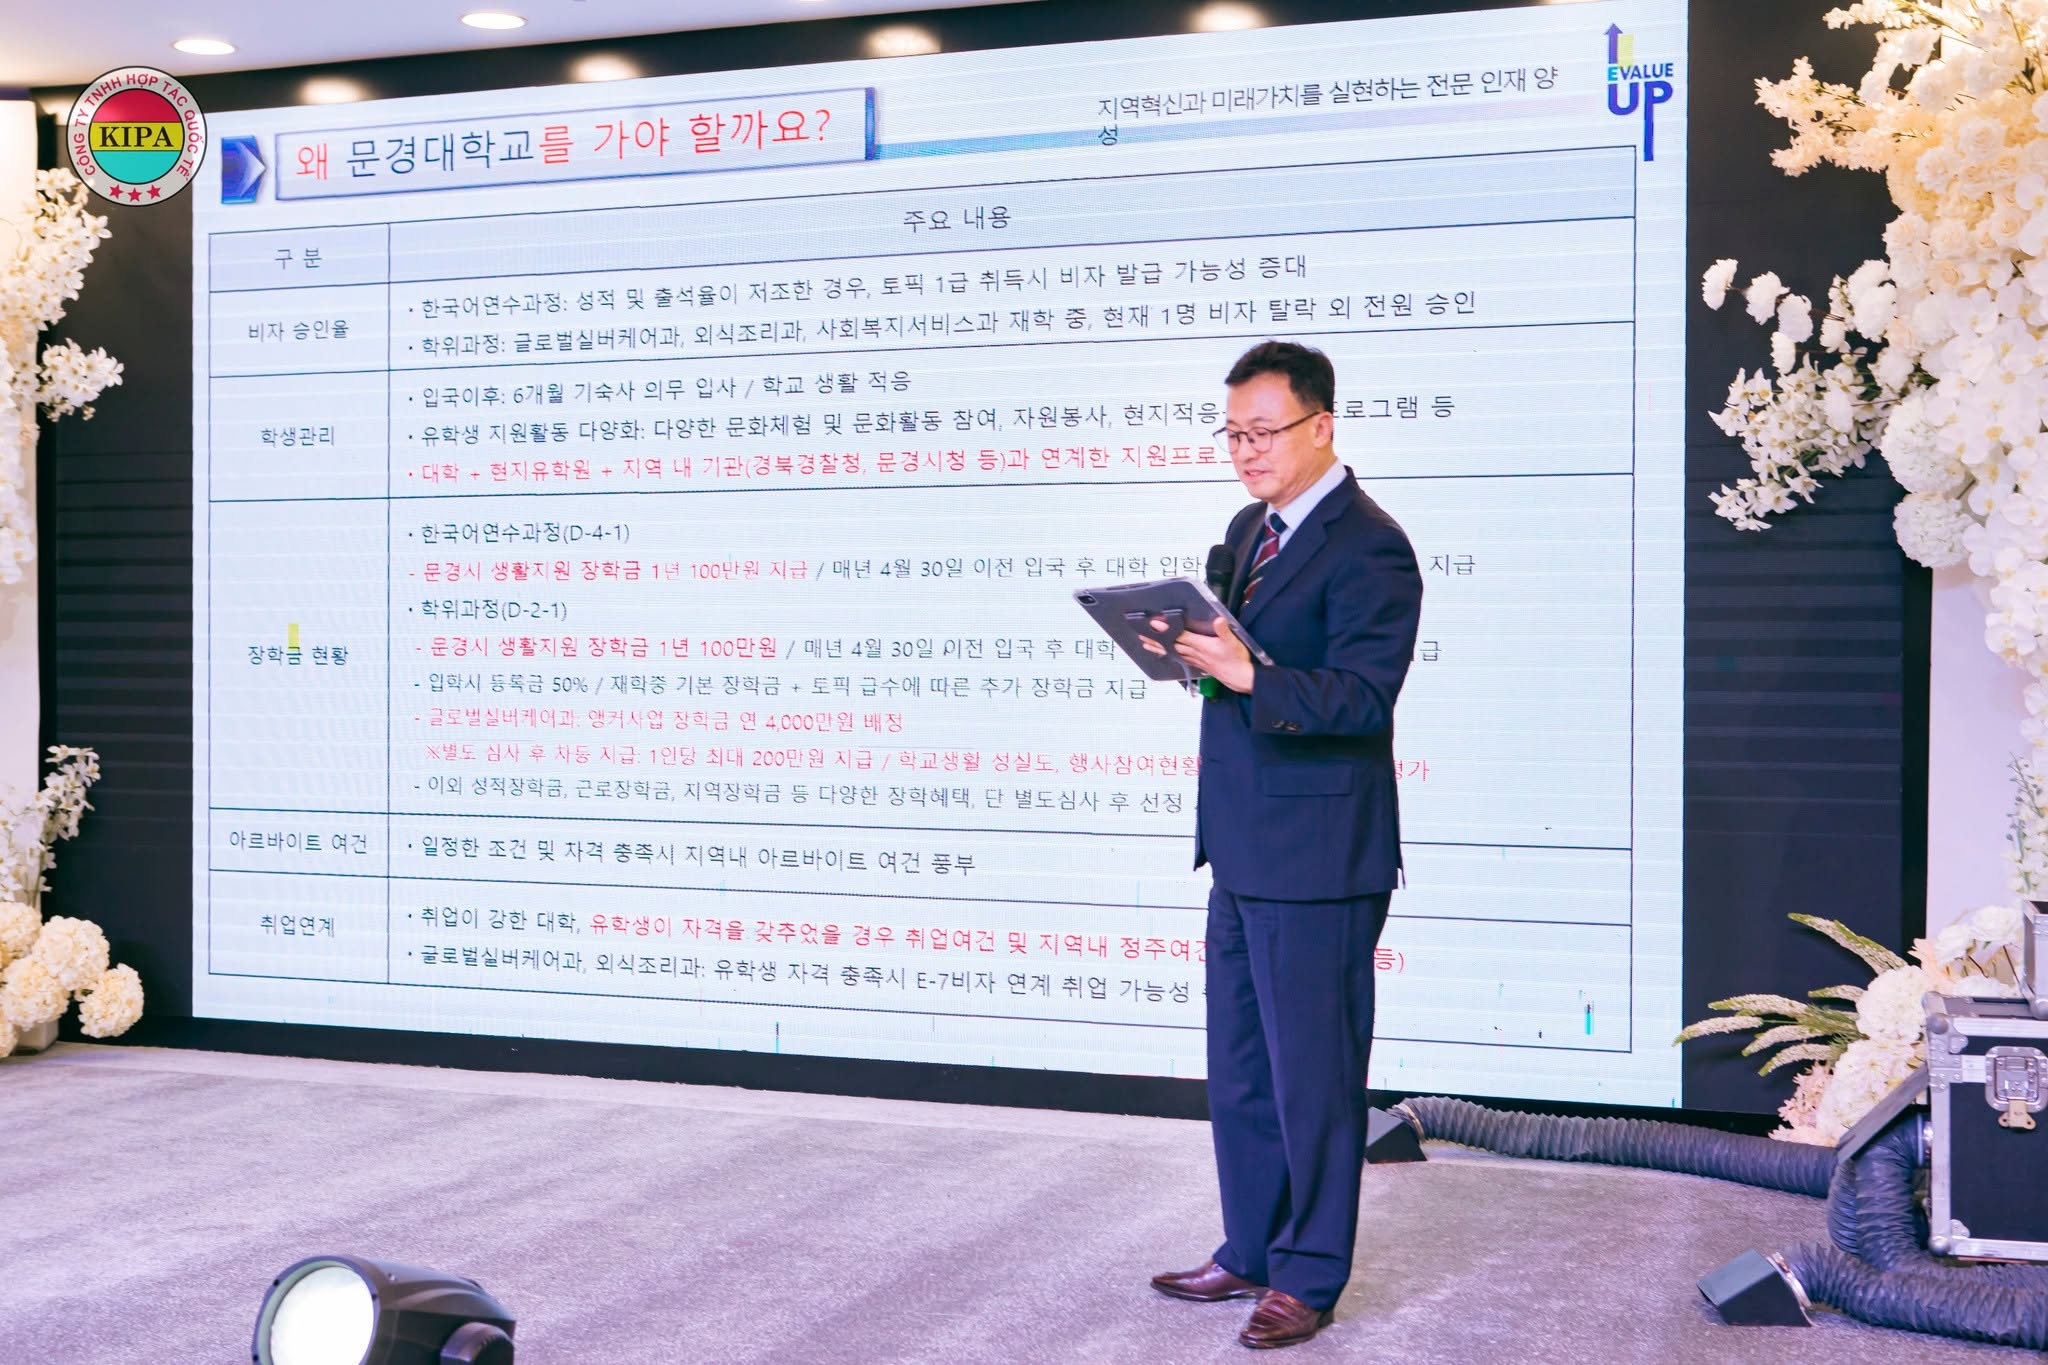 CÔNG TY TNHH HỢP TÁC QUỐC TẾ
KIPA
왜 문경대학교를 가야 할까요?
지역혁신과 미래가치를 실현하는 전문 인재 양
성
EVALUE
UP
구 분
주요 내용
비자 승인율
· 한국어연수과정: 성적 및 출석율이 저조한 경우, 토픽 1급 취득시 비자 발급 가능성 증대
· 학위과정: 글로벌실버케어과, 외식조리과, 사회복지서비스과 재학 중, 현재 1명 비자 탈락 외 전원 승인
학생관리
· 입국이후: 6개월 기숙사 의무 입사 / 학교 생활 적응
· 유학생 지원활동 다양화: 다양한 문화체험 및 문화활동 참여, 자원봉사, 현지적응 프로그램 등
· 대학 + 현지유학원 + 지역 내 기관(경북경찰청, 문경시청 등)과 연계한 지원프로
장학금 현황
· 한국어연수과정(D-4-1)
- 문경시 생활지원 장학금 1년 100만원 지급 / 매년 4월 30일 이전 입국 후 대학 입학 지급
· 학위과정(D-2-1)
- 문경시 생활지원 장학금 1년 100만원 / 매년 4월 30일 이전 입국 후 대학 급
- 입학시 등록금 50% / 재학중 기본 장학금 + 토픽 급수에 따른 추가 장학금 지급
- 글로벌실버케어과: 앵커사업 장학금 연 4,000만원 배정
※별도 심사 후 차등 지급: 1인당 최대 200만원 지급 / 학교생활 성실도, 행사참여현황 평가
- 이외 성적장학금, 근로장학금, 지역장학금 등 다양한 장학혜택, 단 별도심사 후 선정
아르바이트 여건
· 일정한 조건 및 자격 충족시 지역내 아르바이트 여건 풍부
취업연계
· 취업이 강한 대학, 유학생이 자격을 갖추었을 경우 취업여건 및 지역내 정주여건 등)
· 글로벌실버케어과, 외식조리과: 유학생 자격 충족시 E-7비자 연계 취업 가능성